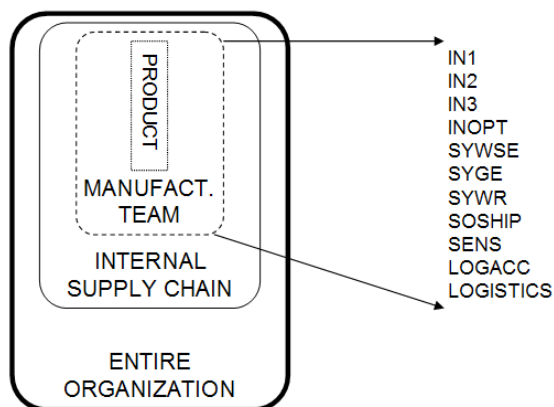 PRODUCT
MANUFACT.
TEAM
INTERNAL
SUPPLY CHAIN
ENTIRE
ORGANIZATION
IN1
IN2
IN3
INOPT
SYWSE
SYGE
SYWR
SOSHIP
SENS
LOGACC
LOGISTICS